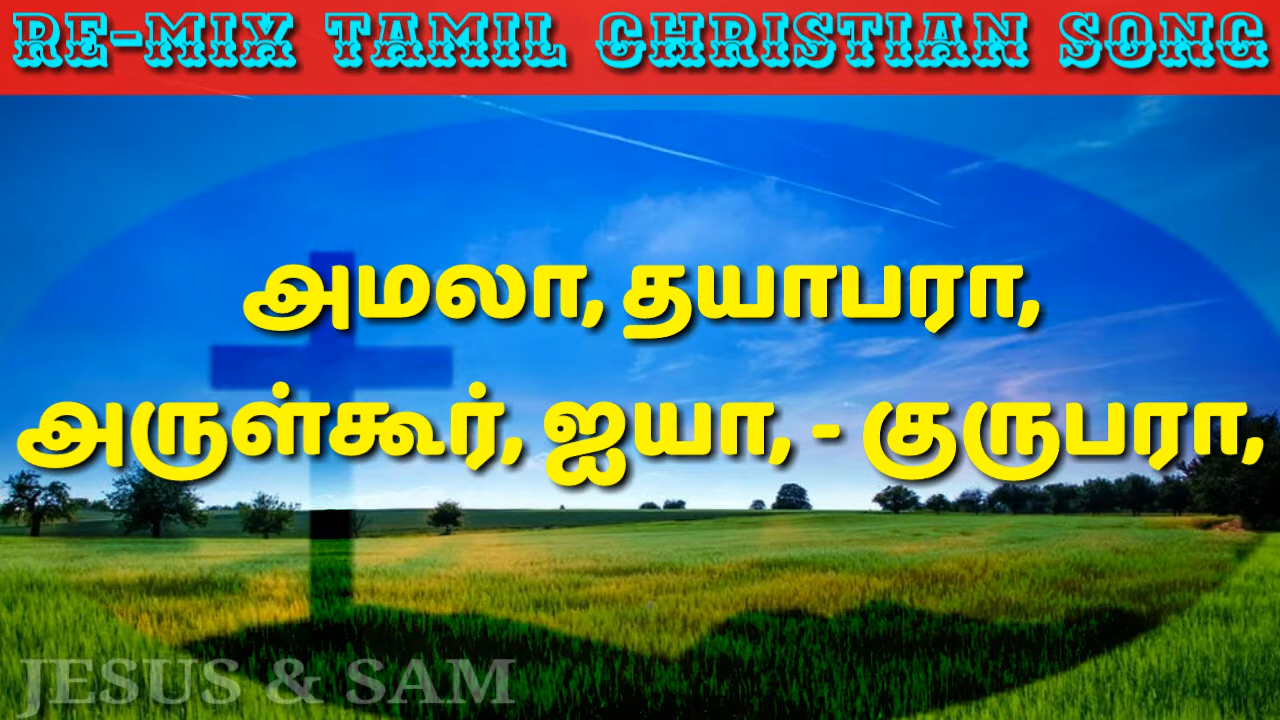 RE-MIX TAMIL CHRISTIAN SONG
அமலா, தயாபரா,
அருள்கூர், ஐயா, - குருபரா,
JESUS & SAM